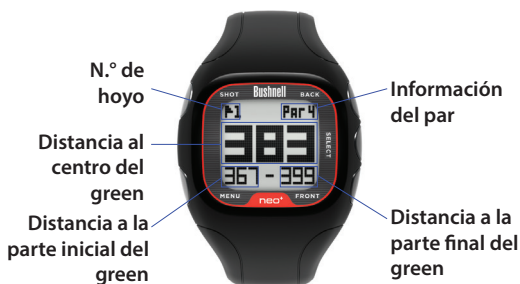 N.° de
hoyo
Distancia al
centro del
green
Distancia a la
parte inicial del
green
SHOT Bushnell BACK
1 Par 4
383
SELECT
367 - 399
MENU neo+ FRONT
Información
del par
Distancia a la
parte final del
green